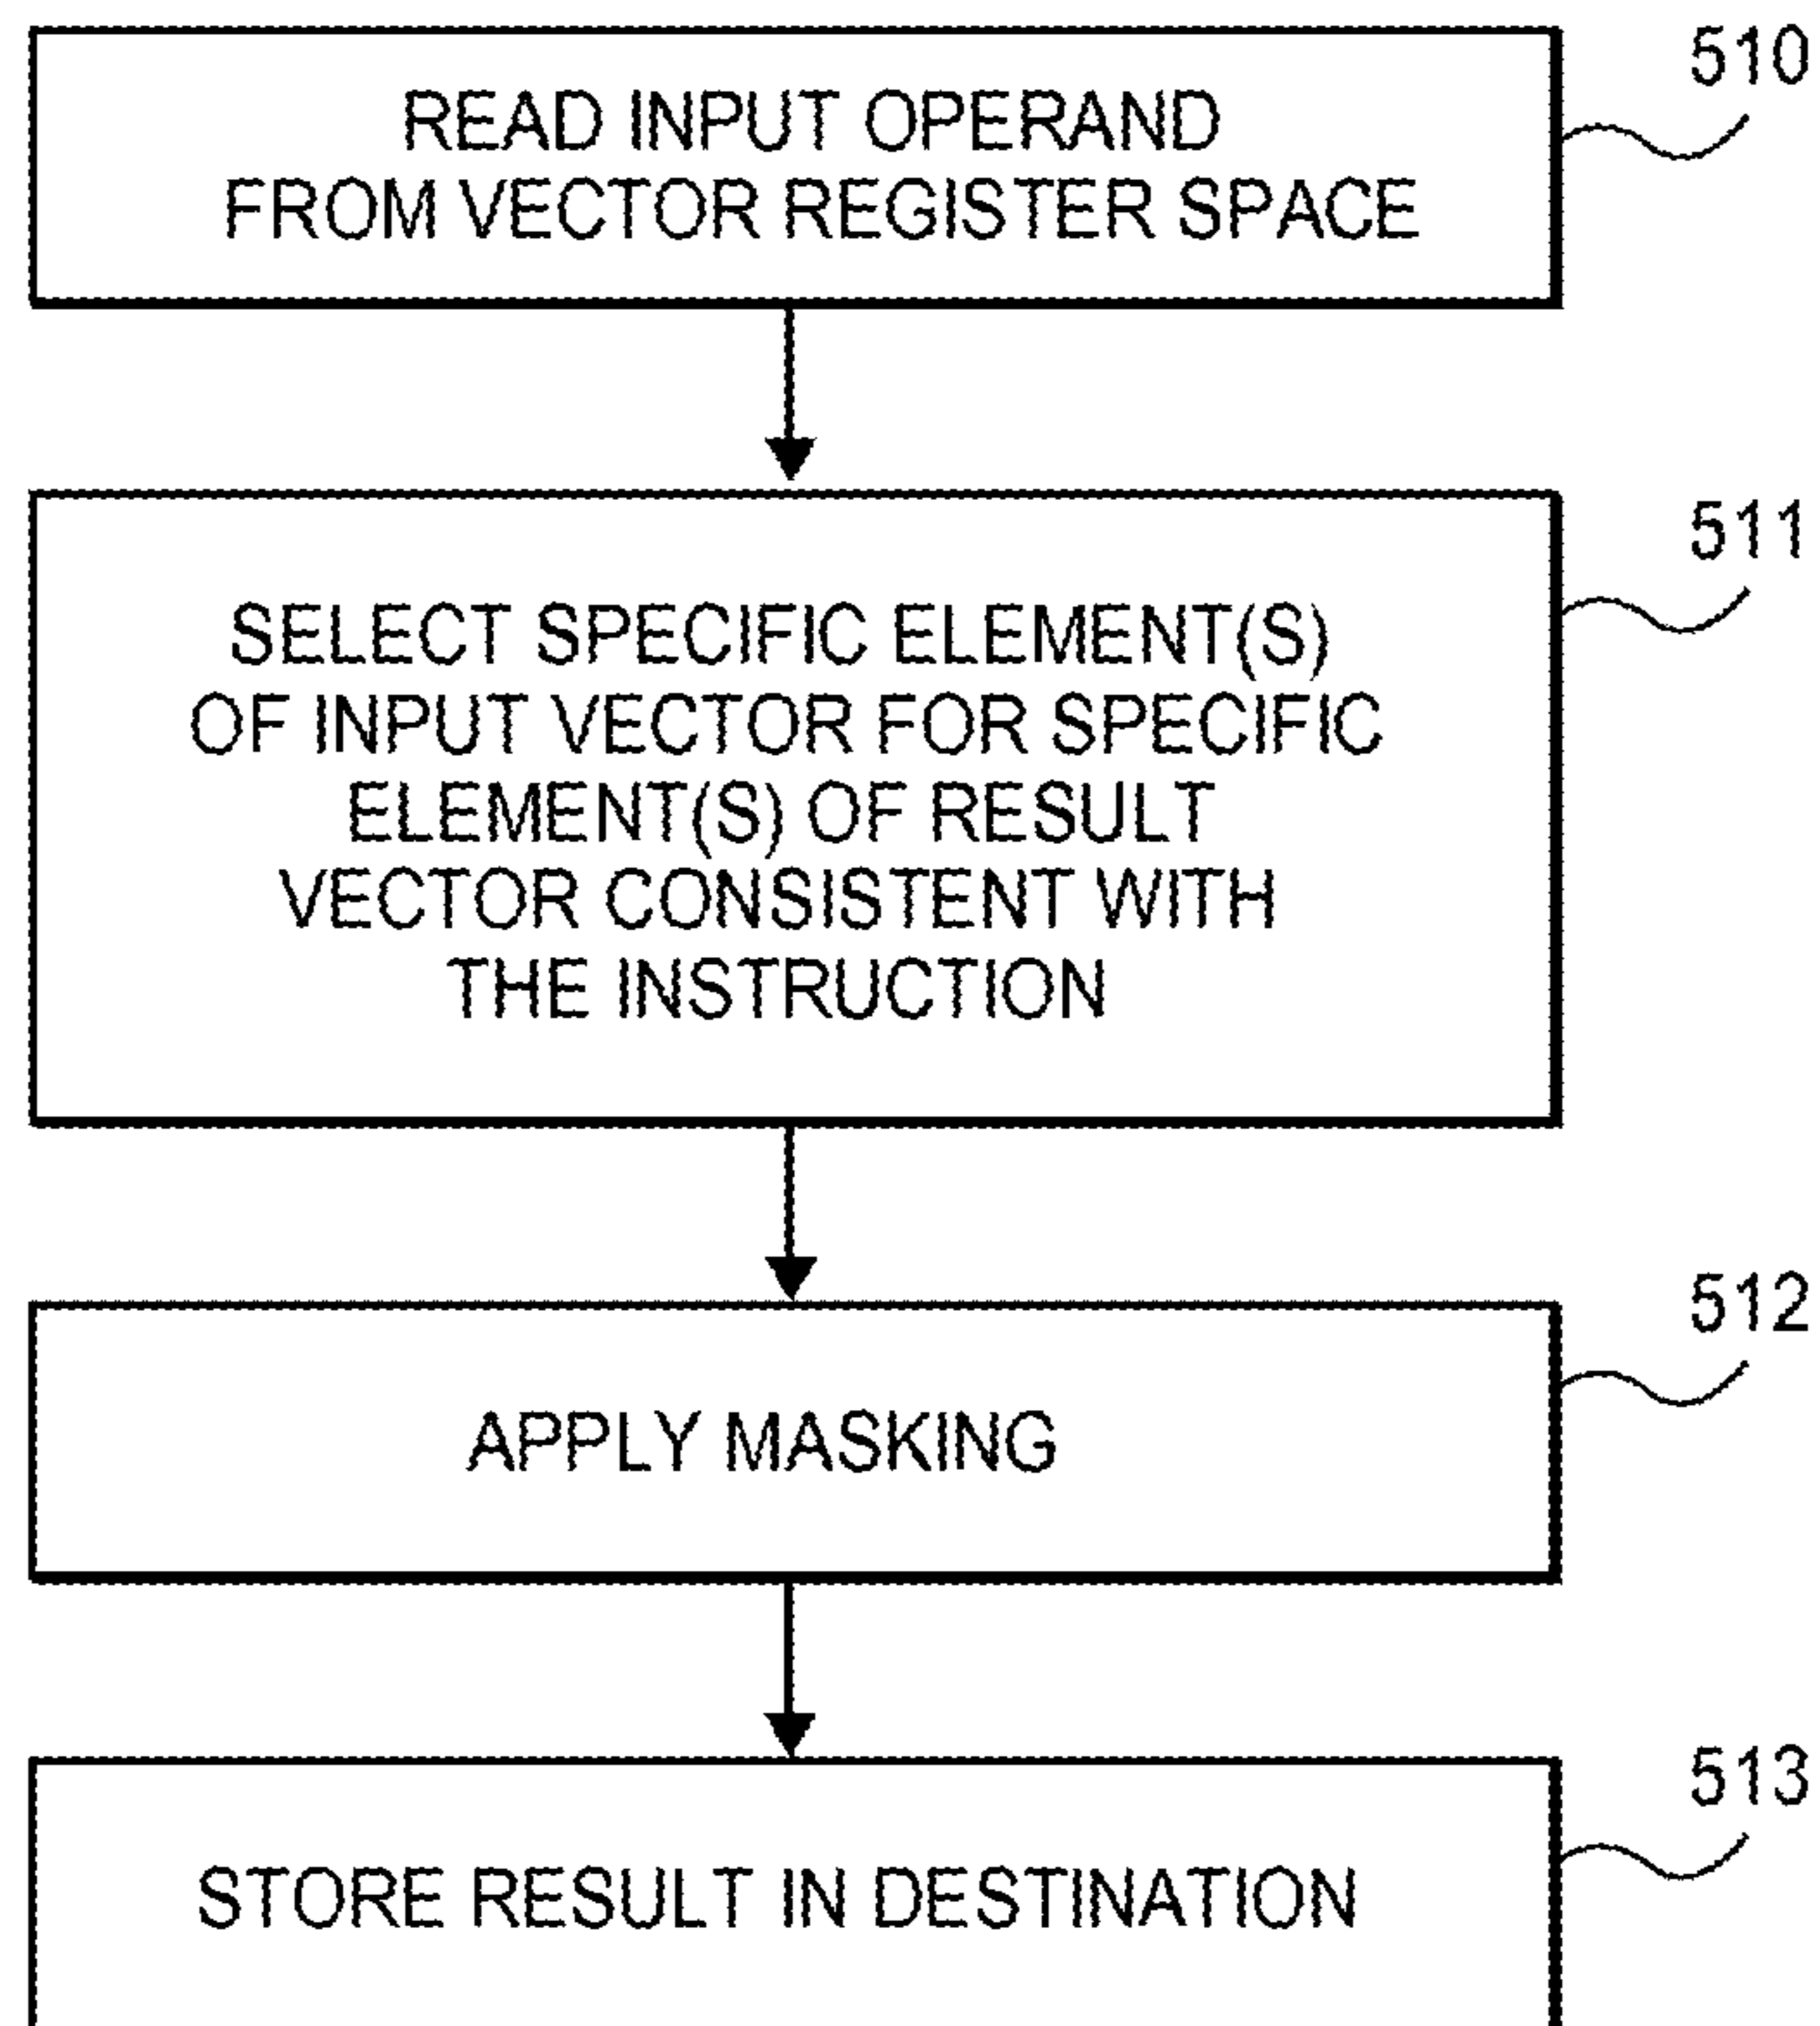 510
READ INPUT OPERAND
FROM VECTOR REGISTER SPACE
511
SELECT SPECIFIC ELEMENT(S)
OF INPUT VECTOR FOR SPECIFIC
ELEMENT(S) OF RESULT
VECTOR CONSISTENT WITH
THE INSTRUCTION
512
APPLY MASKING
513
STORE RESULT IN DESTINATION